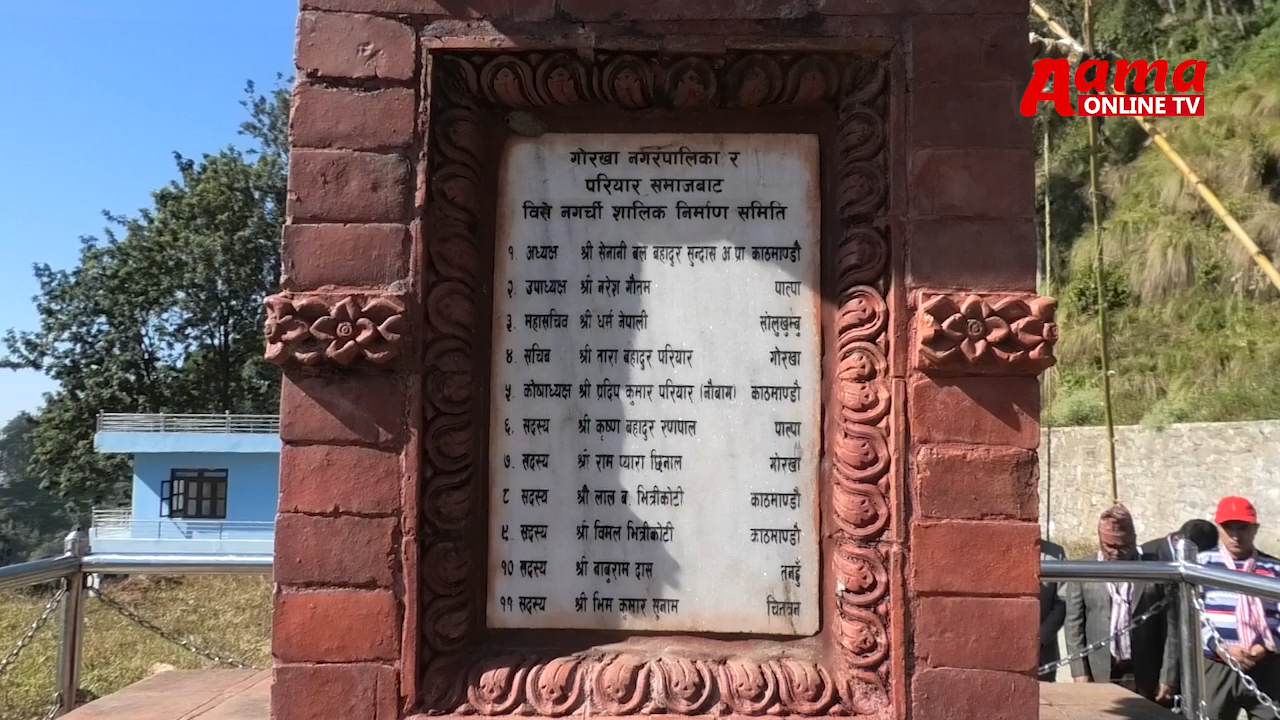 Aama
ONLINE TV
गोरखा नगरपालिका र
परियार समाजबाट
विसे नगर्ची शालिक निर्माण समिति
१. अध्यक्ष श्री सेनानी बल बहादुर सुन्दास अ प्रा काठमाण्डौ
२. उपाध्यक्ष श्री नरेश गौतम पाल्पा
३. महासचिव श्री धर्म नेपाली सोलुखुम्बु
४. सचिब श्री तारा बहादुर परियार गोरखा
५. कोषाध्यक्ष श्री प्रदिप कुमार परियार (नौबाम) काठमाण्डौ
६. सदस्य श्री कृष्ण बहादुर रणपाल पाल्पा
७. सदस्य श्री राम प्यारा छिनाल गोरखा
८ सदस्य श्री लाल ब. भित्रीकोटी काठमाण्डौ
९. सदस्य श्री विमल भित्रीकोटी काठमाण्डौ
१० सदस्य श्री बाबुराम दास तनहुँ
११ सदस्य श्री भिम कुमार सुनाम चितवन